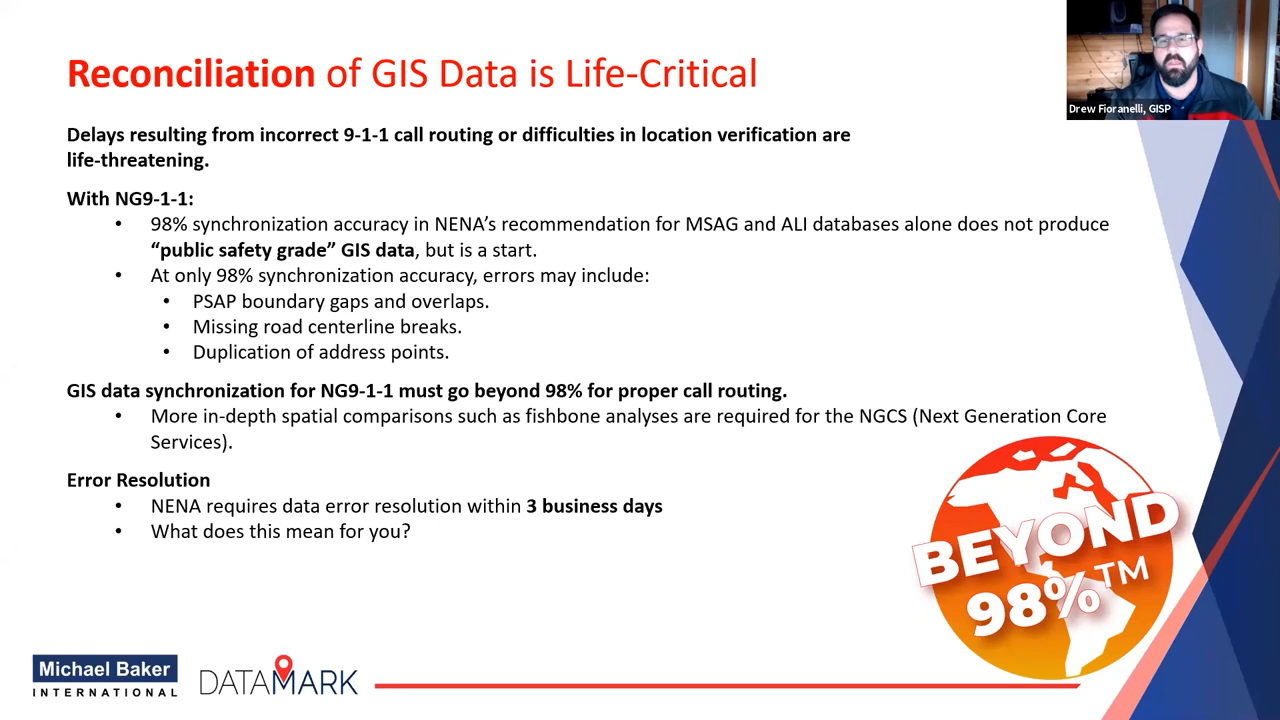 Reconciliation of GIS Data is Life-Critical
Drew Fioranelli, GISP
Delays resulting from incorrect 9-1-1 call routing or difficulties in location verification are
life-threatening.
With NG9-1-1:
• 98% synchronization accuracy in NENA’s recommendation for MSAG and ALI databases alone does not produce
“public safety grade” GIS data, but is a start.
• At only 98% synchronization accuracy, errors may include:
• PSAP boundary gaps and overlaps.
• Missing road centerline breaks.
• Duplication of address points.
GIS data synchronization for NG9-1-1 must go beyond 98% for proper call routing.
• More in-depth spatial comparisons such as fishbone analyses are required for the NGCS (Next Generation Core
Services).
Error Resolution
• NENA requires data error resolution within 3 business days
• What does this mean for you?
BEYOND
98%™
Michael Baker
INTERNATIONAL
DATAMARK